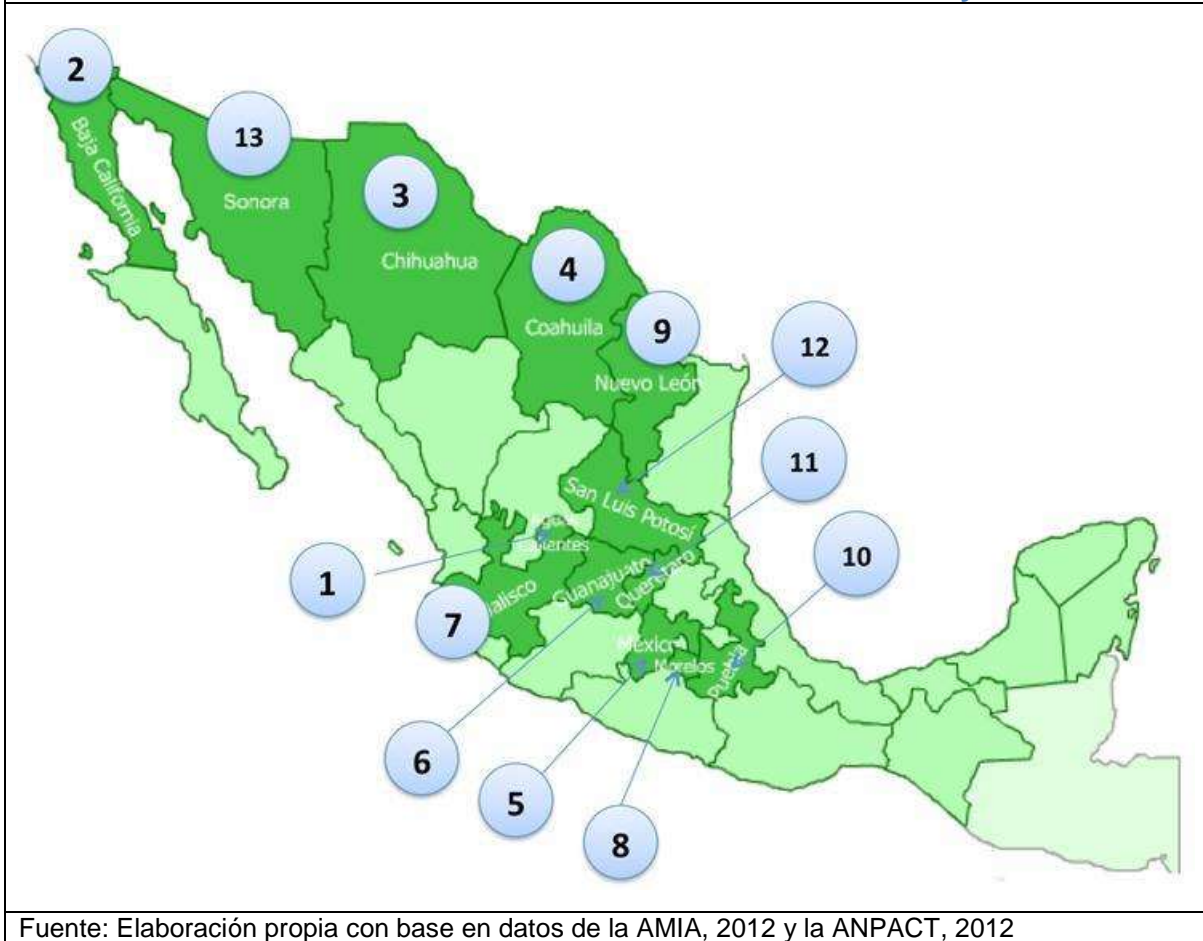 2
Baja California
13
Sonora
3
Chihuahua
4
Coahuila
9
Nuevo León
12
San Luis Potosí
11
1
Guanajuato
Querétaro
10
7
México
Morelos
Puebla
6
5
8
Fuente: Elaboración propia con base en datos de la AMIA, 2012 y la ANPACT, 2012